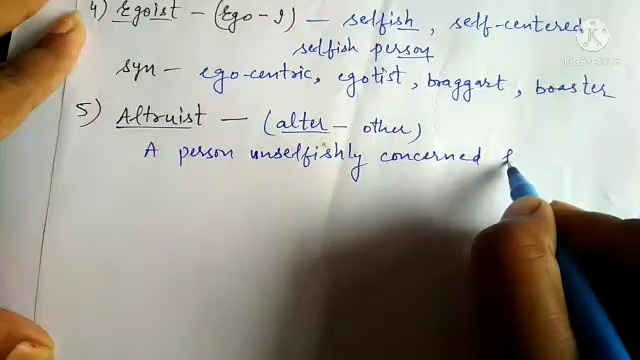 4) Egoist - (Ego - I) - selfish, self-centered
selfish person
syn - ego-centric, egotist, braggart, boaster
5) Altruist - (alter - other)
A person unselfishly concerned f